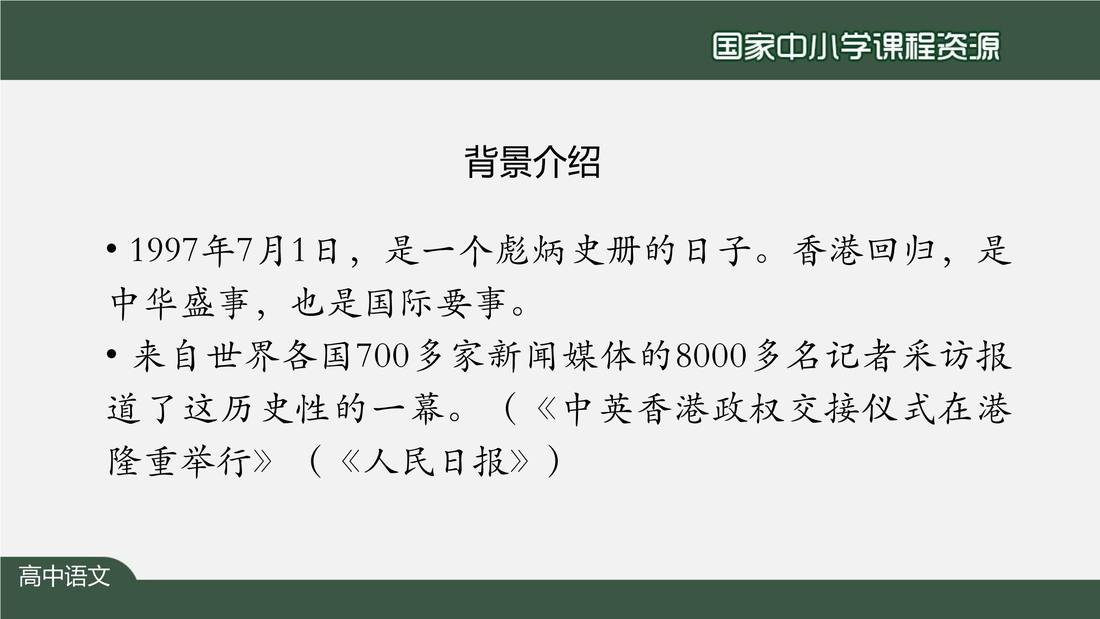 国家中小学课程资源
背景介绍
• 1997年7月1日，是一个彪炳史册的日子。香港回归，是
中华盛事，也是国际要事。
• 来自世界各国700多家新闻媒体的8000多名记者采访报
道了这历史性的一幕。（《中英香港政权交接仪式在港
隆重举行》（《人民日报》）
高中语文